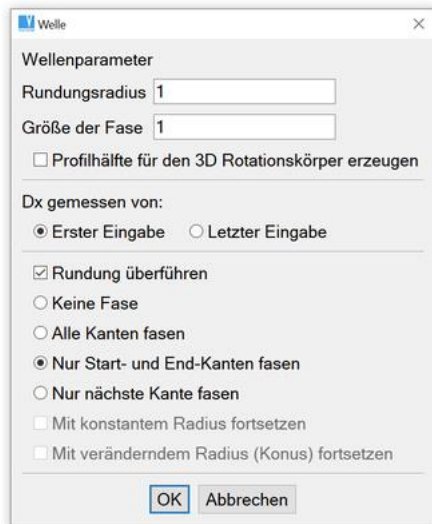 Welle
Wellenparameter
Rundungsradius 1
Größe der Fase 1
Profilhälfte für den 3D Rotationskörper erzeugen
Dx gemessen von:
Erster Eingabe Letzter Eingabe
Rundung überführen
Keine Fase
Alle Kanten fasen
Nur Start- und End-Kanten fasen
Nur nächste Kante fasen
Mit konstantem Radius fortsetzen
Mit veränderndem Radius (Konus) fortsetzen
OK Abbrechen